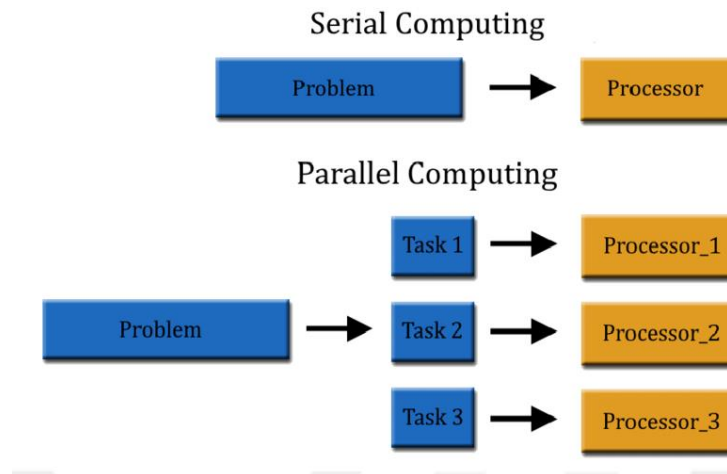 Serial Computing
Problem
Processor
Parallel Computing
Task 1
Processor_1
Problem
Task 2
Processor_2
Task 3
Processor_3